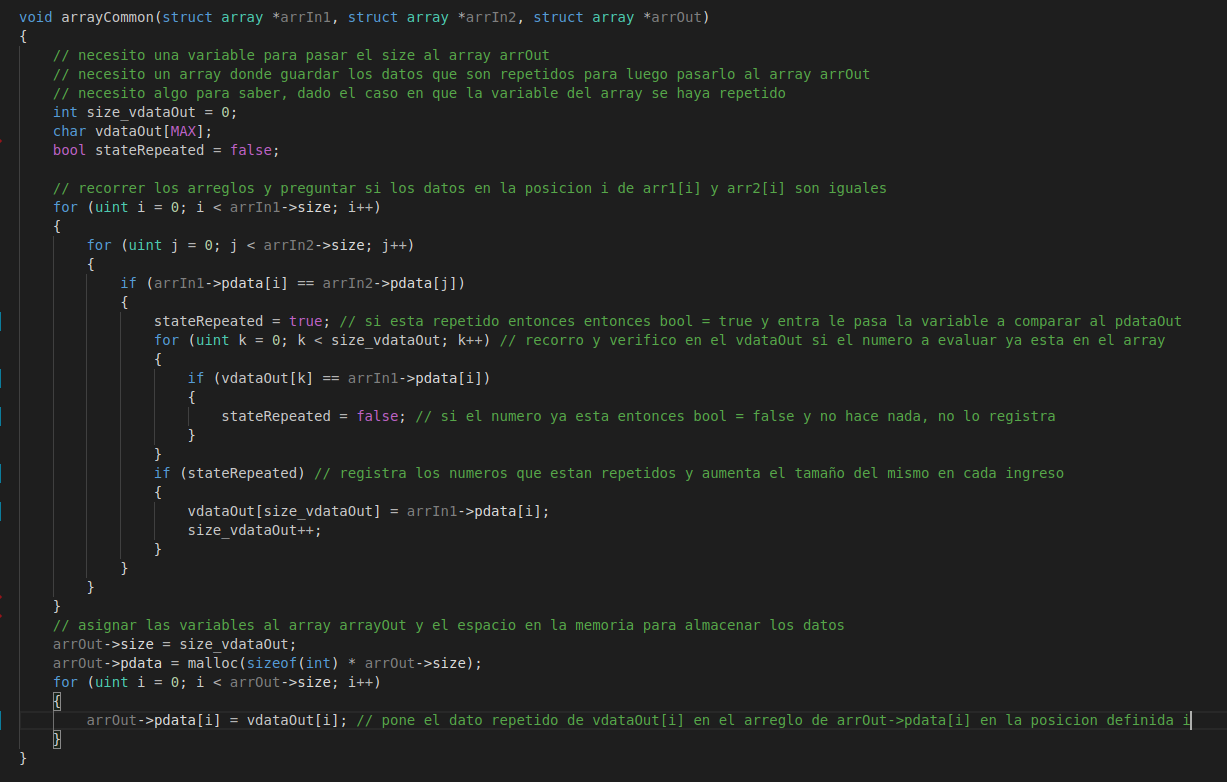 void arrayCommon(struct array *arrIn1, struct array *arrIn2, struct array *arrOut)
{
    // necesito una variable para pasar el size al array arrOut
    // necesito un array donde guardar los datos que son repetidos para luego pasarlo al array arrOut
    // necesito algo para saber, dado el caso en que la variable del array se haya repetido
    int size_vdataOut = 0;
    char vdataOut[MAX];
    bool stateRepeated = false;

    // recorrer los arreglos y preguntar si los datos en la posicion i de arr1[i] y arr2[i] son iguales
    for (uint i = 0; i < arrIn1->size; i++)
    {
        for (uint j = 0; j < arrIn2->size; j++)
        {
            if (arrIn1->pdata[i] == arrIn2->pdata[j])
            {
                stateRepeated = true; // si esta repetido entonces entonces bool = true y entra le pasa la variable a comparar al pdataOut
                for (uint k = 0; k < size_vdataOut; k++) // recorro y verifico en el vdataOut si el numero a evaluar ya esta en el array
                {
                    if (vdataOut[k] == arrIn1->pdata[i])
                    {
                        stateRepeated = false; // si el numero ya esta entonces bool = false y no hace nada, no lo registra
                    }
                }
                if (stateRepeated) // registra los numeros que estan repetidos y aumenta el tamaño del mismo en cada ingreso
                {
                    vdataOut[size_vdataOut] = arrIn1->pdata[i];
                    size_vdataOut++;
                }
            }
        }
    }
    // asignar las variables al array arrayOut y el espacio en la memoria para almacenar los datos
    arrOut->size = size_vdataOut;
    arrOut->pdata = malloc(sizeof(int) * arrOut->size);
    for (uint i = 0; i < arrOut->size; i++)
    {
        arrOut->pdata[i] = vdataOut[i]; // pone el dato repetido de vdataOut[i] en el arreglo de arrOut->pdata[i] en la posicion definida i
    }
}